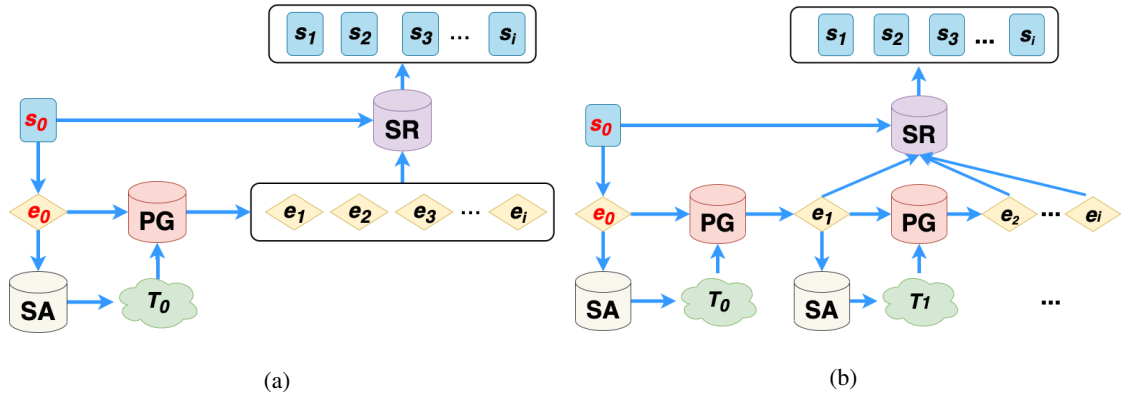 s1 s2 s3 ... si
s0
SR
e0
PG
e1 e2 e3 ... ei
SA
T0
(a)
s1 s2 s3 ... si
s0
SR
e0
PG
e1
PG
e2 ... ei
SA
T0
SA
T1
...
(b)